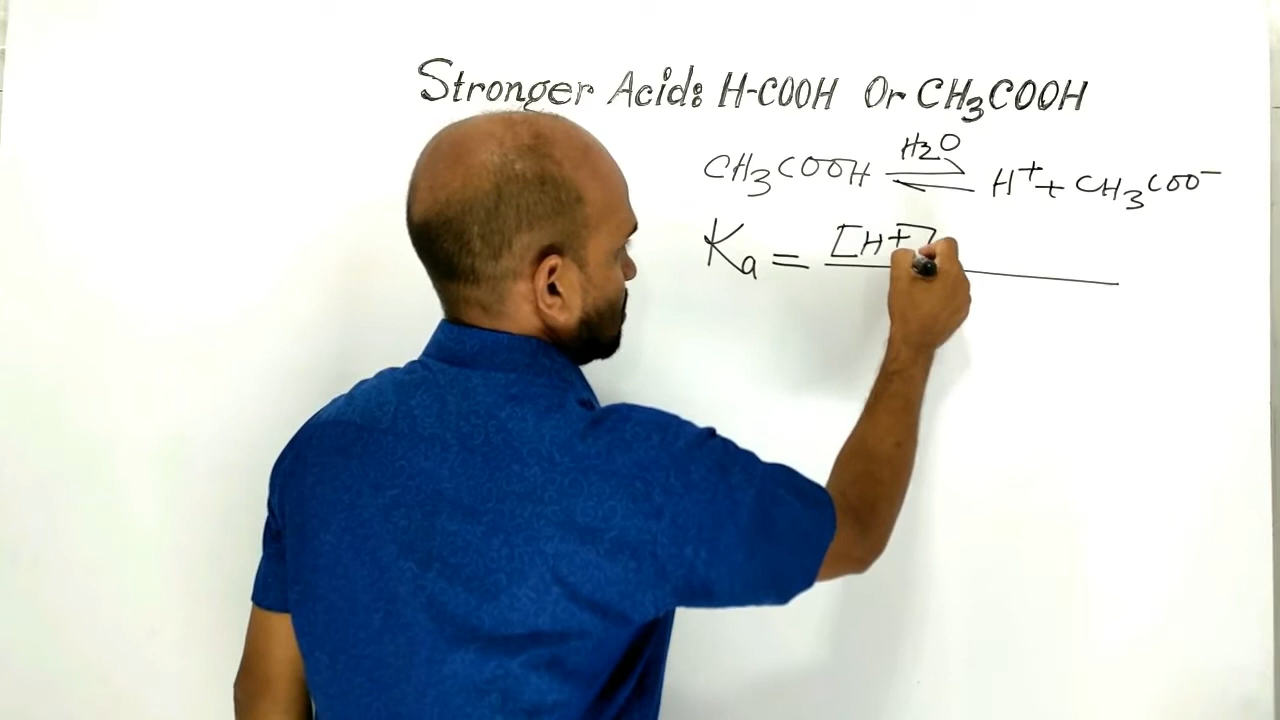 Stronger Acid: H-COOH Or CH3COOH
CH3COOH ⇌ H2O H+ + CH3COO-
Ka = [H+]